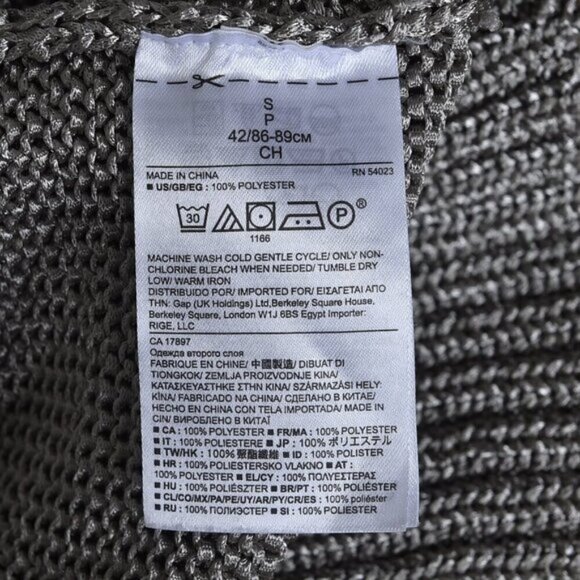 S
P
42/86-89см
CH
MADE IN CHINA RN 54023
■ US/GB/EG : 100% POLYESTER
30 P ®
1166
MACHINE WASH COLD GENTLE CYCLE/ ONLY NON-
CHLORINE BLEACH WHEN NEEDED/ TUMBLE DRY
LOW/ WARM IRON
DISTRIBUIDO POR/ IMPORTED BY/ FOR/ ΕΙΣΑΓΕΤΑΙ ΑΠΟ
ΤΗΝ: Gap (UK Holdings) Ltd,Berkeley Square House,
Berkeley Square, London W1J 6BS Egypt Importer:
RIGE, LLC
CA 17897
Одежда второго слоя
FABRIQUE EN CHINE/ 中國製造/ DIBUAT DI
TIONGKOK/ ZEMLJA PROIZVODNJE KINA/
ΚΑΤΑΣΚΕΥΑΣΤΗΚΕ ΣΤΗΝ ΚΙΝΑ/ SZÁRMAZÁSI HELY:
KÍNA/ FABRICADO NA CHINA/ СДЕЛАНО В КИТАЕ/
HECHO EN CHINA CON TELA IMPORTADA/ MADE IN
CIN/ ВИРОБЛЕНО В КИТАЇ
■ CA : 100% POLYESTER ■ FR/MA : 100% POLYESTER
■ IT : 100% POLIESTERE ■ JP : 100% ポリエステル
■ TW/HK : 100% 聚酯纖維 ■ ID : 100% POLISTER
■ HR : 100% POLIESTERSKO VLAKNO ■ AT :
100% POLYESTER ■ EL/CY : 100% ΠΟΛΥΕΣΤΕΡΑΣ
■ HU : 100% POLIÉSZTER ■ BR/PT : 100% POLIÉSTER
■ CL/CO/MX/PA/PE/UY/AR/PY/CR/ES : 100% poliéster
■ RU : 100% ПОЛИЭСТЕР ■ SI : 100% POLIESTER